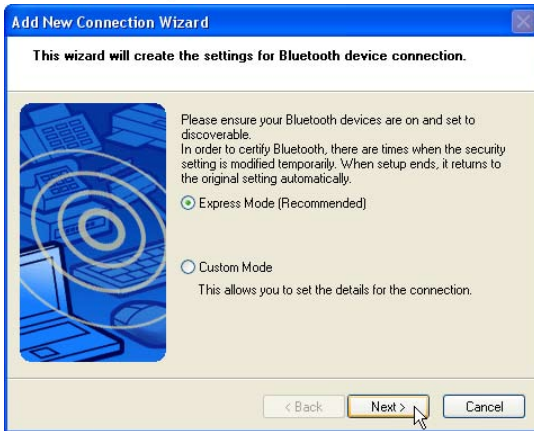 Add New Connection Wizard
This wizard will create the settings for Bluetooth device connection.
Please ensure your Bluetooth devices are on and set to
discoverable.
In order to certify Bluetooth, there are times when the security
setting is modified temporarily. When setup ends, it returns to
the original setting automatically.
Express Mode (Recommended)
Custom Mode
This allows you to set the details for the connection.
< Back Next > Cancel